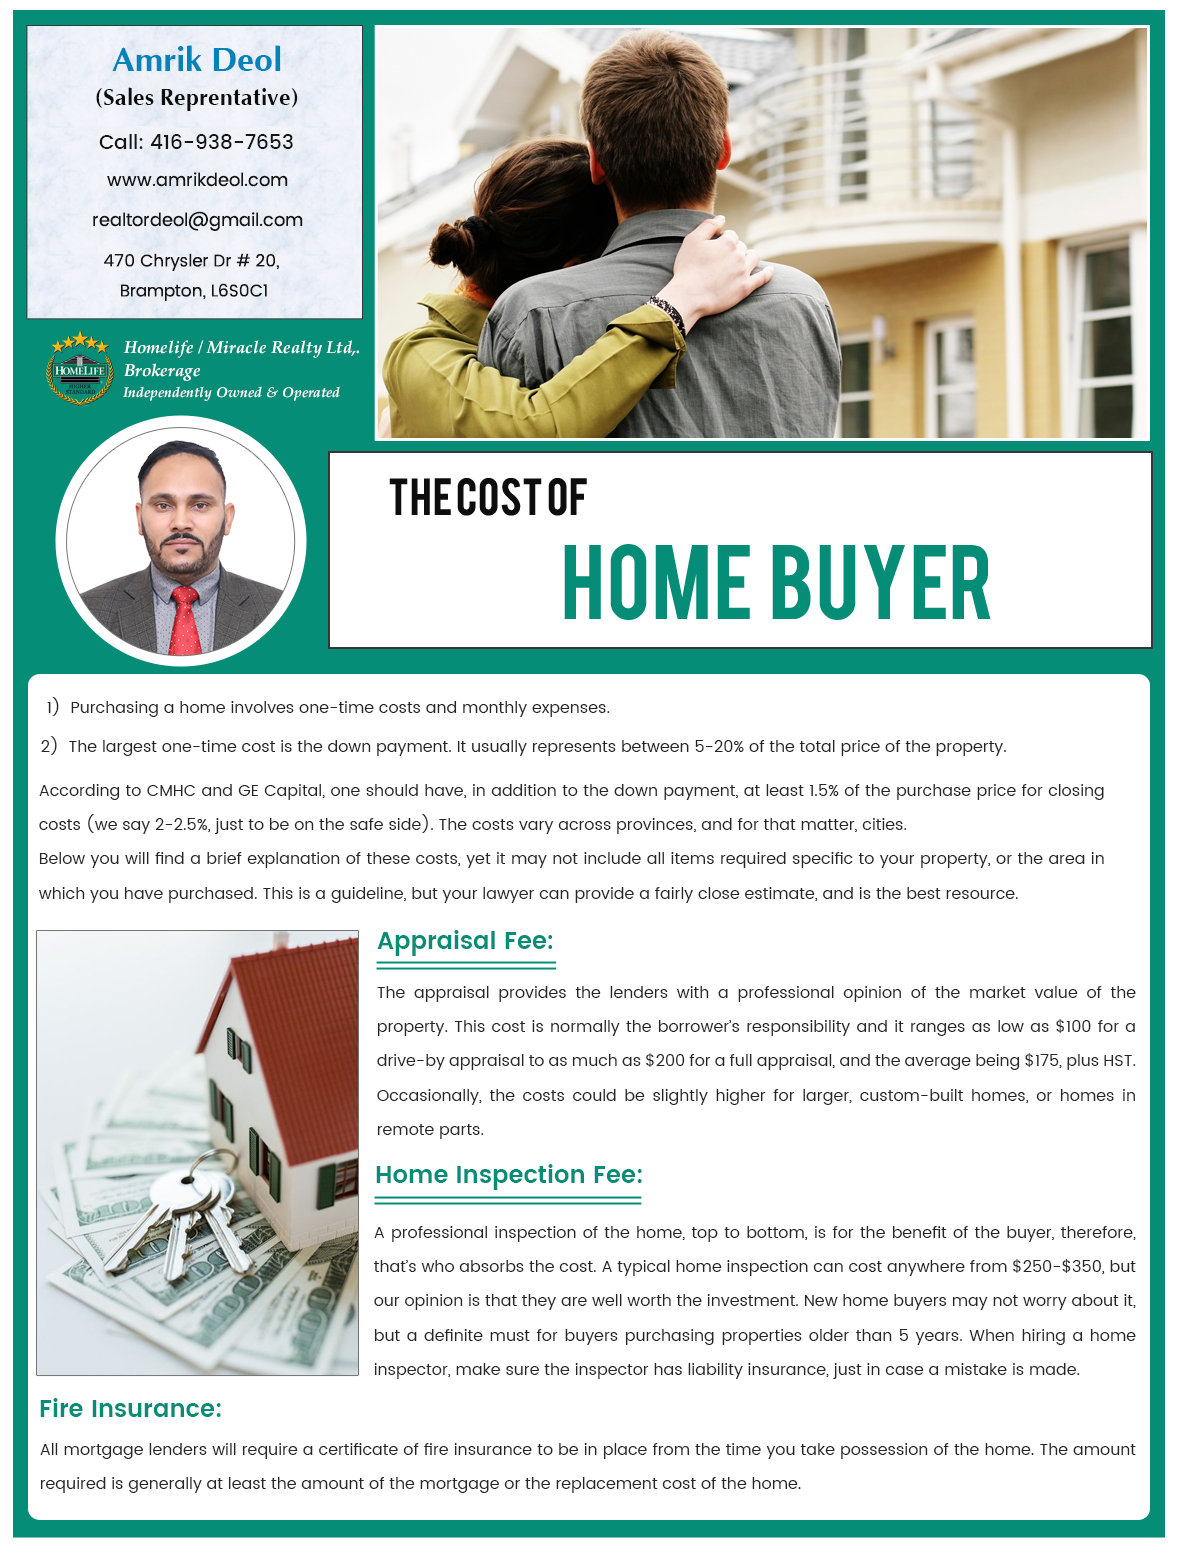 Amrik Deol
(Sales Reprentative)
Call: 416-938-7653
www.amrikdeol.com
realtordeol@gmail.com
470 Chrysler Dr # 20,
Brampton, L6S0C1
HOMELIFE
HIGHER
STANDARDS
Homelife / Miracle Realty Ltd,.
Brokerage
Independently Owned & Operated
THE COST OF
HOME BUYER
1) Purchasing a home involves one-time costs and monthly expenses.
2) The largest one-time cost is the down payment. It usually represents between 5-20% of the total price of the property.
According to CMHC and GE Capital, one should have, in addition to the down payment, at least 1.5% of the purchase price for closing
costs (we say 2-2.5%, just to be on the safe side). The costs vary across provinces, and for that matter, cities.
Below you will find a brief explanation of these costs, yet it may not include all items required specific to your property, or the area in
which you have purchased. This is a guideline, but your lawyer can provide a fairly close estimate, and is the best resource.
Appraisal Fee:
The appraisal provides the lenders with a professional opinion of the market value of the
property. This cost is normally the borrower's responsibility and it ranges as low as $100 for a
drive-by appraisal to as much as $200 for a full appraisal, and the average being $175, plus HST.
Occasionally, the costs could be slightly higher for larger, custom-built homes, or homes in
remote parts.
Home Inspection Fee:
A professional inspection of the home, top to bottom, is for the benefit of the buyer, therefore,
that's who absorbs the cost. A typical home inspection can cost anywhere from $250-$350, but
our opinion is that they are well worth the investment. New home buyers may not worry about it,
but a definite must for buyers purchasing properties older than 5 years. When hiring a home
inspector, make sure the inspector has liability insurance, just in case a mistake is made.
Fire Insurance:
All mortgage lenders will require a certificate of fire insurance to be in place from the time you take possession of the home. The amount
required is generally at least the amount of the mortgage or the replacement cost of the home.